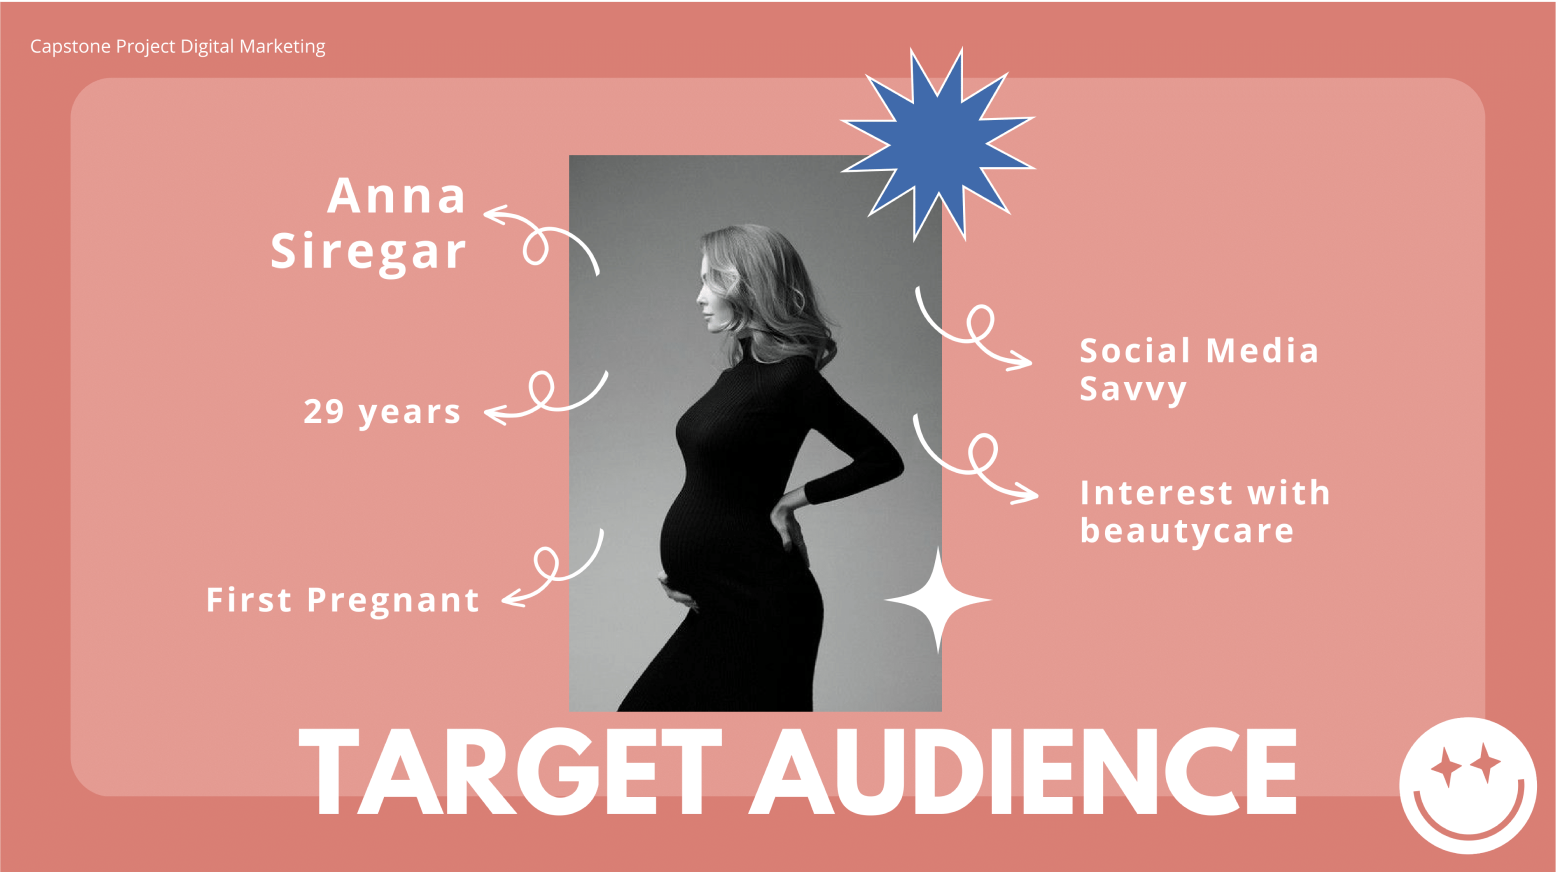 Capstone Project Digital Marketing
Anna
Siregar
29 years
First Pregnant
Social Media
Savvy
Interest with
beautycare
TARGET AUDIENCE